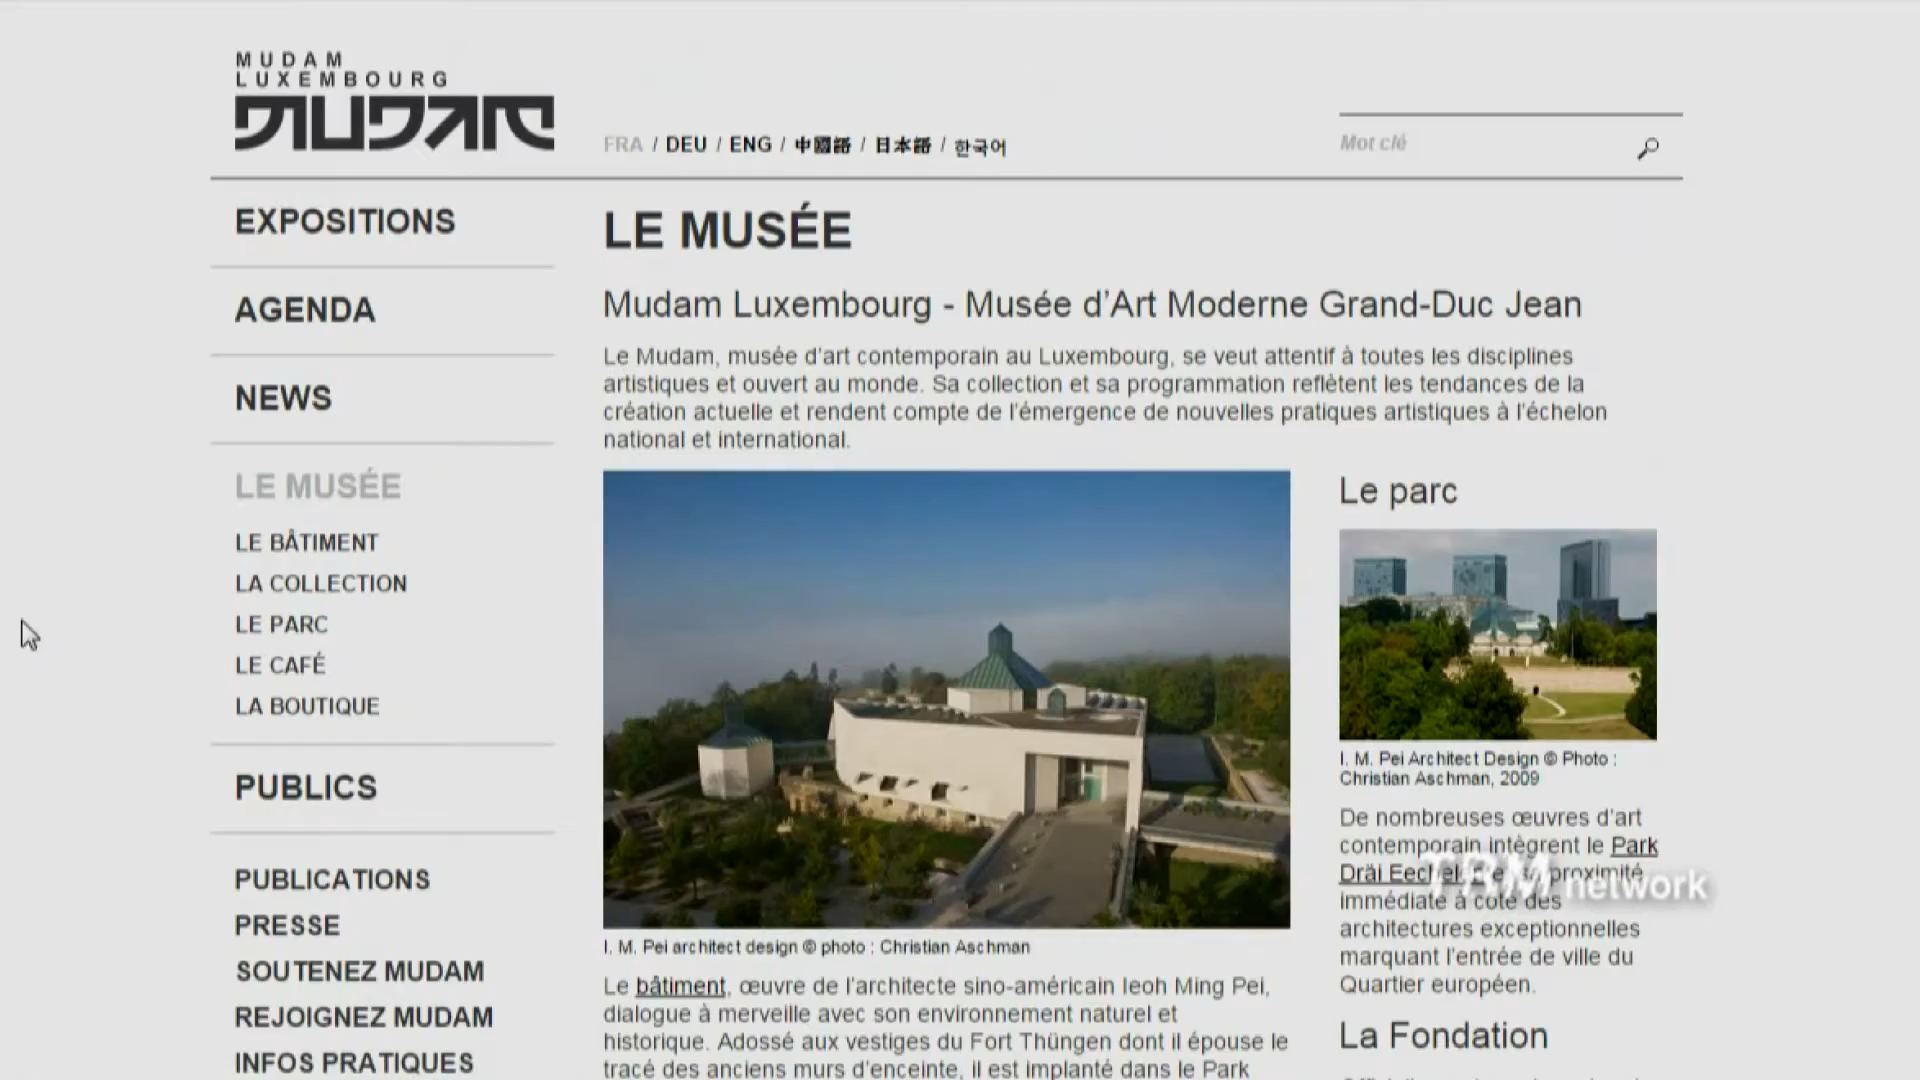 MUDAM
LUXEMBOURG
MUDAM
FRA / DEU / ENG / 中國語 / 日本語 / 한국어
Mot clé
EXPOSITIONS
AGENDA
NEWS
LE MUSÉE
LE BÂTIMENT
LA COLLECTION
LE PARC
LE CAFÉ
LA BOUTIQUE
PUBLICS
PUBLICATIONS
PRESSE
SOUTENEZ MUDAM
REJOIGNEZ MUDAM
INFOS PRATIQUES
LE MUSÉE
Mudam Luxembourg - Musée d'Art Moderne Grand-Duc Jean
Le Mudam, musée d'art contemporain au Luxembourg, se veut attentif à toutes les disciplines
artistiques et ouvert au monde. Sa collection et sa programmation reflètent les tendances de la
création actuelle et rendent compte de l'émergence de nouvelles pratiques artistiques à l'échelon
national et international.
I. M. Pei architect design © photo : Christian Aschman
Le bâtiment, œuvre de l'architecte sino-américain Ieoh Ming Pei,
dialogue à merveille avec son environnement naturel et
historique. Adossé aux vestiges du Fort Thüngen dont il épouse le
tracé des anciens murs d'enceinte, il est implanté dans le Park
Le parc
I. M. Pei Architect Design © Photo :
Christian Aschman, 2009
De nombreuses œuvres d'art
contemporain intègrent le Park
Dräi proximité
immédiate à côté des
architectures exceptionnelles
marquant l'entrée de ville du
Quartier européen.
La Fondation
TRM network